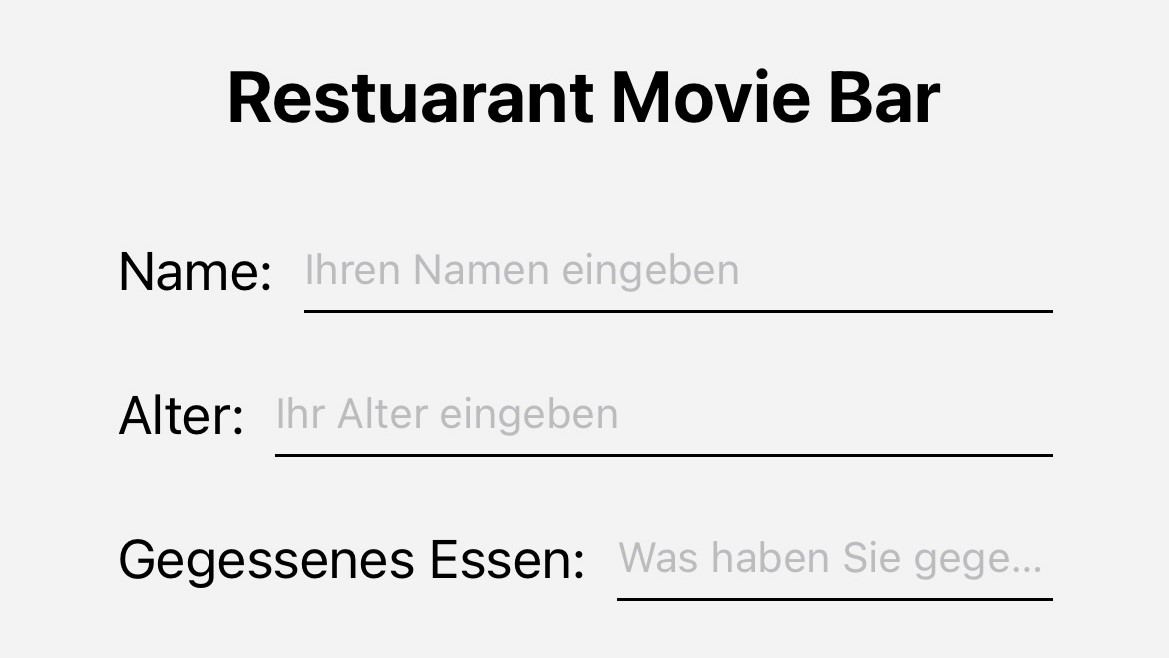 Restuarant Movie Bar
Name: Ihren Namen eingeben
Alter: Ihr Alter eingeben
Gegessenes Essen: Was haben Sie gege...